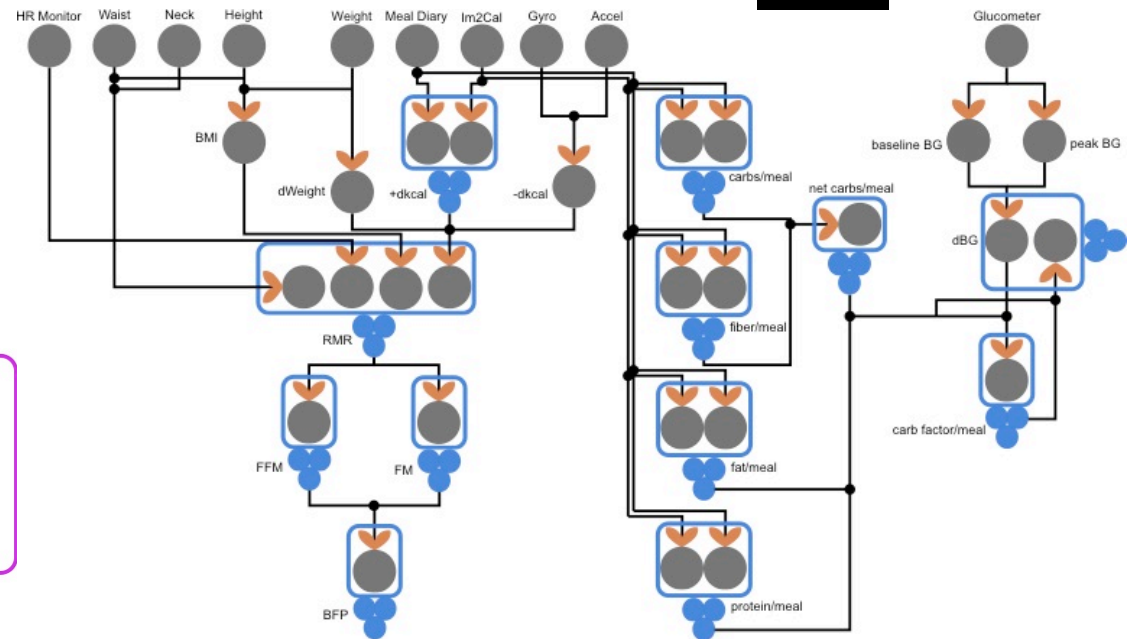 HR Monitor
Waist
Neck
Height
Weight
Meal Diary
Im2Cal
Gyro
Accel
Glucometer
BMI
baseline BG
peak BG
dWeight
+dkcal
-dkcal
carbs/meal
net carbs/meal
dBG
fiber/meal
RMR
carb factor/meal
FFM
FM
fat/meal
BFP
protein/meal